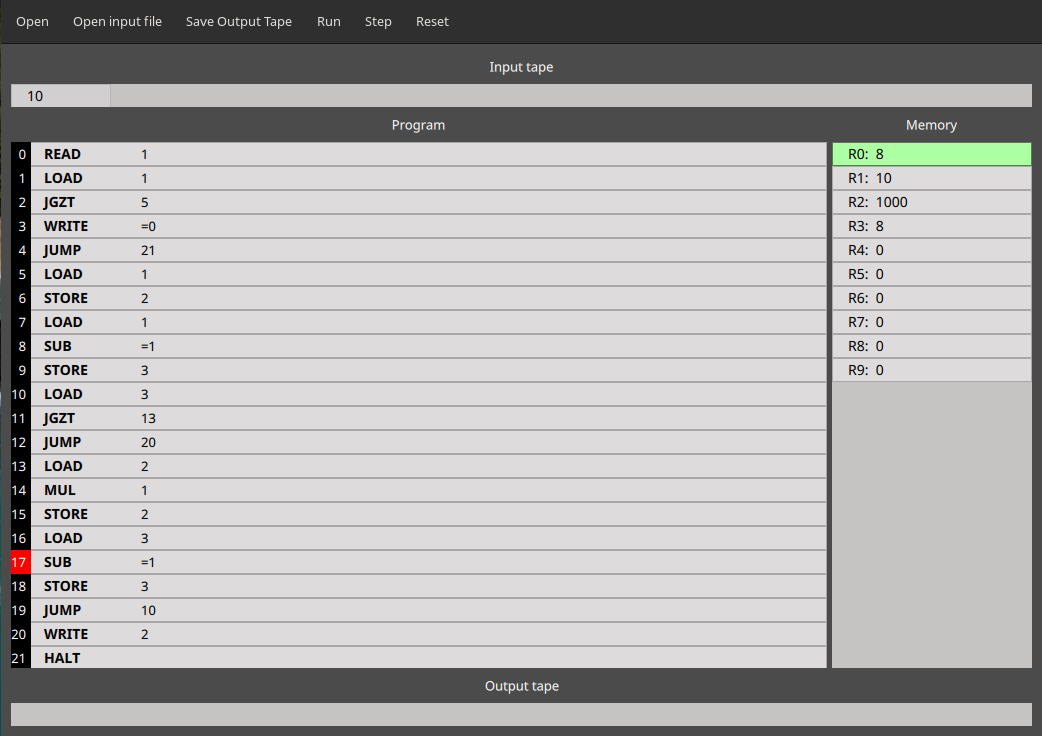 Open Open input file Save Output Tape Run Step Reset
Input tape
10
Program Memory
0 READ 1 R0: 8
1 LOAD 1 R1: 10
2 JGZT 5 R2: 1000
3 WRITE =0 R3: 8
4 JUMP 21 R4: 0
5 LOAD 1 R5: 0
6 STORE 2 R6: 0
7 LOAD 1 R7: 0
8 SUB =1 R8: 0
9 STORE 3 R9: 0
10 LOAD 3
11 JGZT 13
12 JUMP 20
13 LOAD 2
14 MUL 1
15 STORE 2
16 LOAD 3
17 SUB =1
18 STORE 3
19 JUMP 10
20 WRITE 2
21 HALT
Output tape